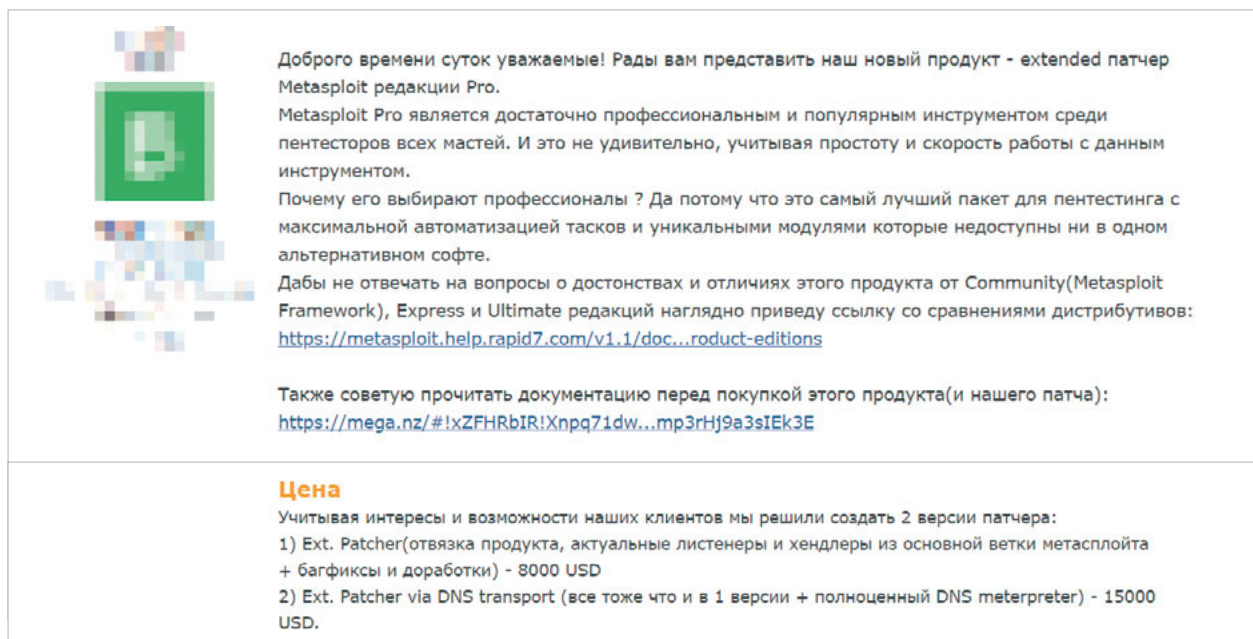 Доброго времени суток уважаемые! Рады вам представить наш новый продукт - extended патчер
Metasploit редакции Pro.
Metasploit Pro является достаточно профессиональным и популярным инструментом среди
пентесторов всех мастей. И это не удивительно, учитывая простоту и скорость работы с данным
инструментом.
Почему его выбирают профессионалы ? Да потому что это самый лучший пакет для пентестинга с
максимальной автоматизацией тасков и уникальными модулями которые недоступны ни в одном
альтернативном софте.
Дабы не отвечать на вопросы о достонствах и отличиях этого продукта от Community(Metasploit
Framework), Express и Ultimate редакций наглядно приведу ссылку со сравнениями дистрибутивов:
https://metasploit.help.rapid7.com/v1.1/doc...roduct-editions
Также советую прочитать документацию перед покупкой этого продукта(и нашего патча):
https://mega.nz/#!xZFHRbIR!Xnpq71dw...mp3rHj9a3sIEk3E
Цена
Учитывая интересы и возможности наших клиентов мы решили создать 2 версии патчера:
1) Ext. Patcher(отвязка продукта, актуальные листенеры и хендлеры из основной ветки метасплойта
+ багфиксы и доработки) - 8000 USD
2) Ext. Patcher via DNS transport (все тоже что и в 1 версии + полноценный DNS meterpreter) - 15000
USD.